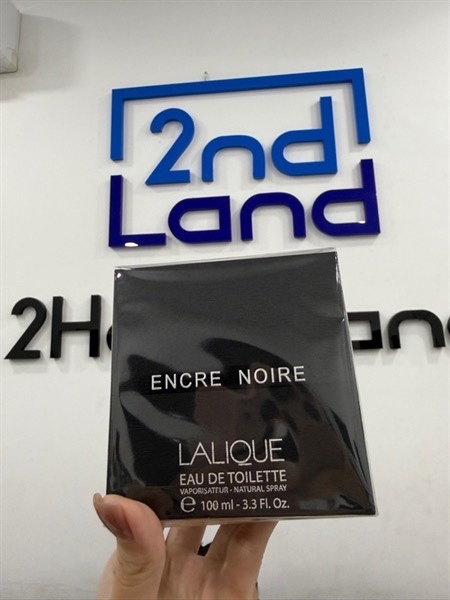 2nd
Land
ENCRE NOIRE
LALIQUE
EAU DE TOILETTE
VAPORISATEUR - NATURAL SPRAY
e 100 ml - 3.3 Fl. Oz.